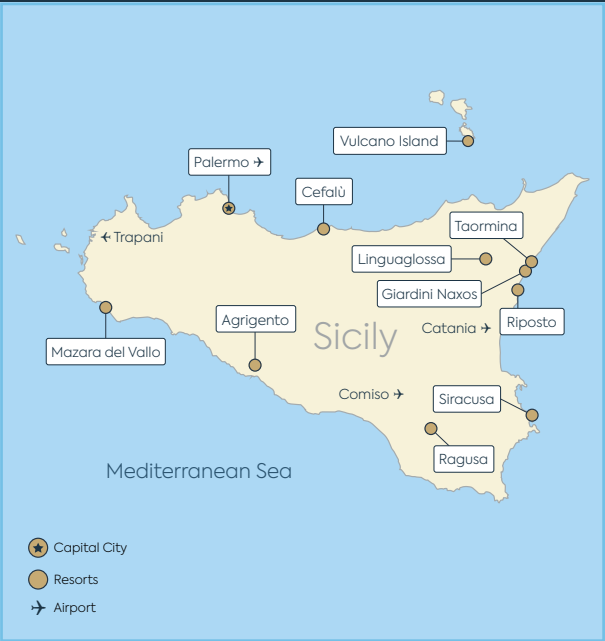 Vulcano Island
Palermo
Cefalù
Taormina
Trapani
Linguaglossa
Giardini Naxos
Agrigento
Riposto
Catania
Sicily
Mazara del Vallo
Comiso
Siracusa
Ragusa
Mediterranean Sea
Capital City
Resorts
Airport